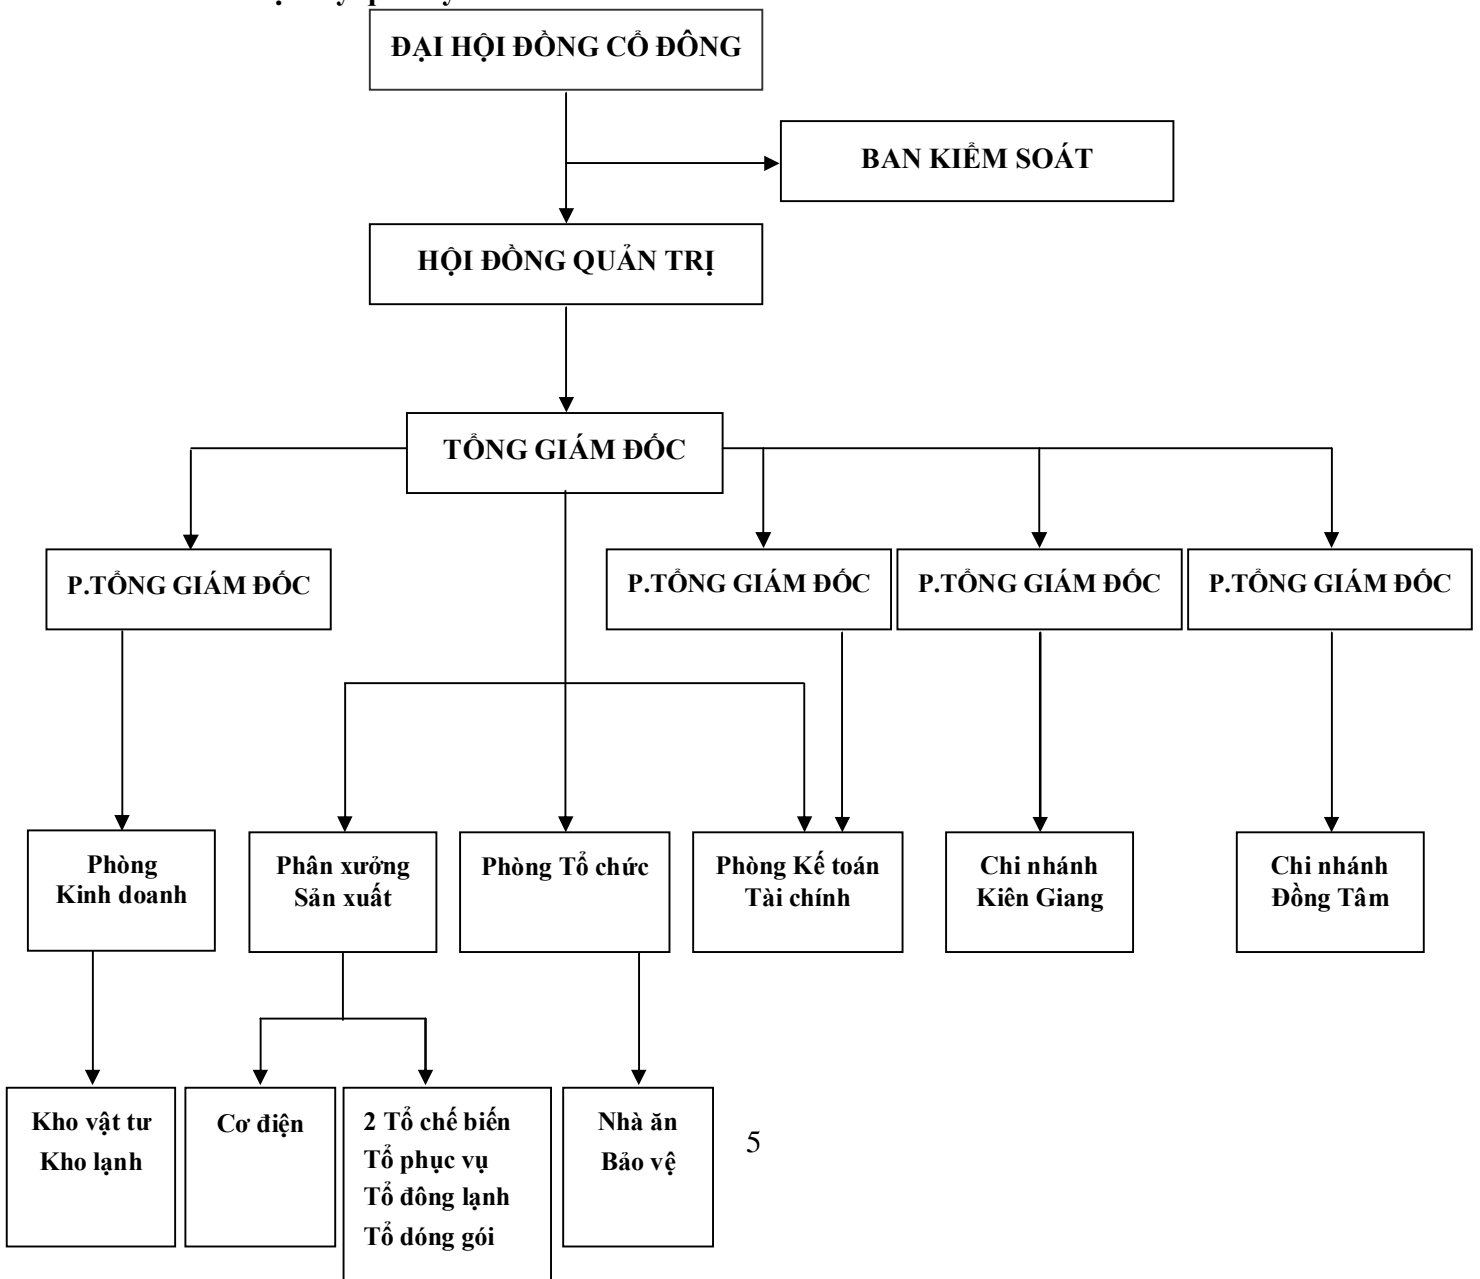 ĐẠI HỘI ĐỒNG CỔ ĐÔNG
BAN KIỂM SOÁT
HỘI ĐỒNG QUẢN TRỊ
TỔNG GIÁM ĐỐC
P.TỔNG GIÁM ĐỐC
P.TỔNG GIÁM ĐỐC
P.TỔNG GIÁM ĐỐC
P.TỔNG GIÁM ĐỐC
Phòng
Kinh doanh
Phân xưởng
Sản xuất
Phòng Tổ chức
Phòng Kế toán
Tài chính
Chi nhánh
Kiên Giang
Chi nhánh
Đồng Tâm
Kho vật tư
Kho lạnh
Cơ điện
2 Tổ chế biến
Tổ phục vụ
Tổ đông lạnh
Tổ dóng gói
Nhà ăn
Bảo vệ
5